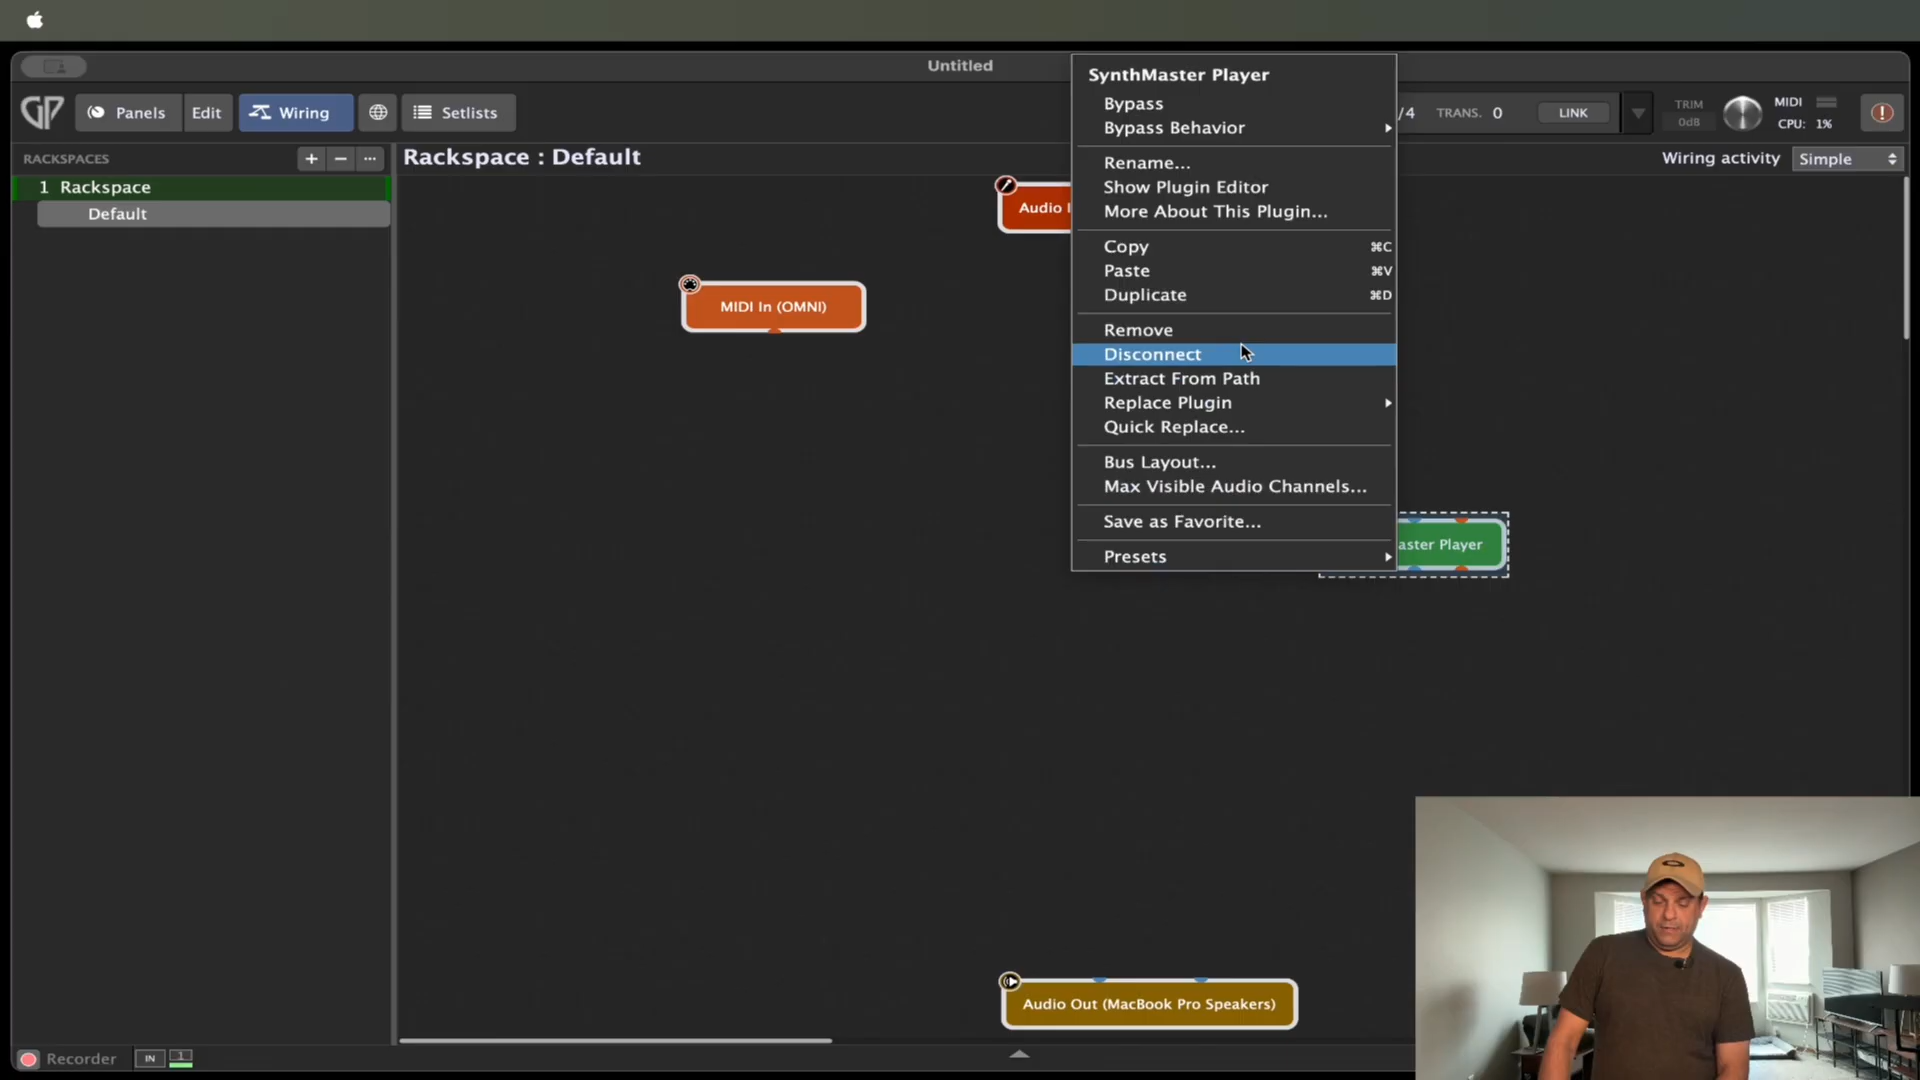 Untitled
GP
Panels
Edit
Wiring
Setlists
/4
TRANS. 0
LINK
TRIM
0dB
MIDI
CPU: 1%
RACKSPACES
Rackspace : Default
Wiring activity
Simple
1 Rackspace
Default
Audio I
MIDI In (OMNI)
SynthMaster Player
Bypass
Bypass Behavior
Rename...
Show Plugin Editor
More About This Plugin...
Copy ⌘C
Paste ⌘V
Duplicate ⌘D
Remove
Disconnect
Extract From Path
Replace Plugin
Quick Replace...
Bus Layout...
Max Visible Audio Channels...
Save as Favorite...
Presets
aster Player
Audio Out (MacBook Pro Speakers)
Recorder
IN
1